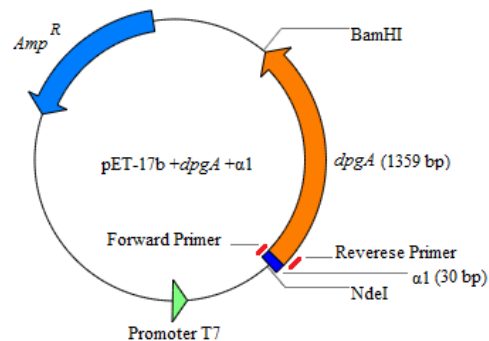 Amp R
BamHI
pET-17b +dpgA +α1
dpgA (1359 bp)
Forward Primer
Reverese Primer
α1 (30 bp)
NdeI
Promoter T7